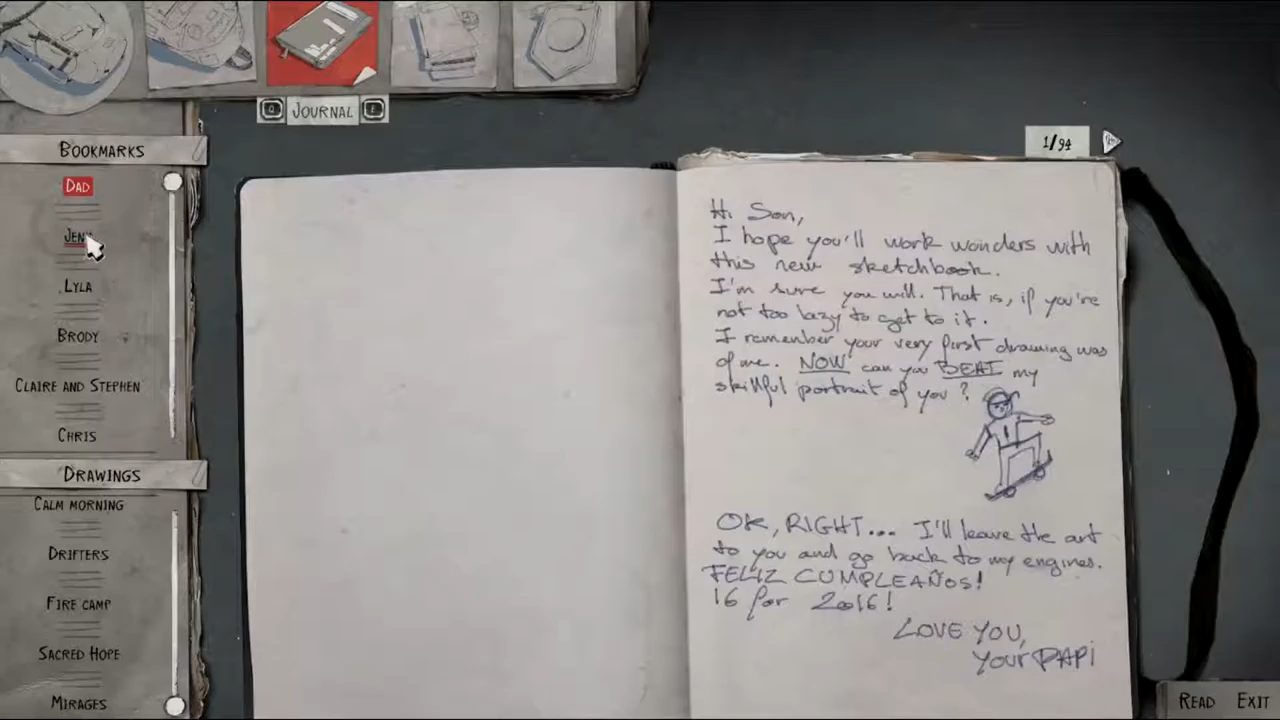 Q JOURNAL E
BOOKMARKS
DAD
JEN
LYLA
BRODY
CLAIRE AND STEPHEN
CHRIS
DRAWINGS
CALM MORNING
DRIFTERS
FIRE CAMP
SACRED HOPE
MIRAGES
1/94
Hi Son,
I hope you'll work wonders with
this new sketchbook.
I'm sure you will. That is, if you're
not too lazy to get to it.
I remember your very first drawing was
of me. NOW can you BEAT my
skillful portrait of you?
OK, RIGHT... I'll leave the art
to you and go back to my engines.
FELIZ CUMPLEAÑOS!
16 for 2016!
LOVE YOU,
Your PAPI
READ EXIT